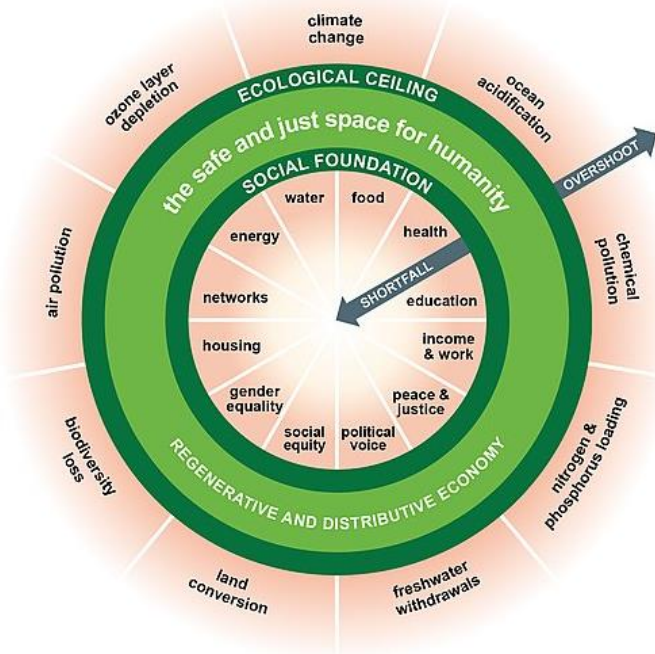 climate
change
ocean
acidification
OVERSHOOT
chemical
pollution
nitrogen &
phosphorus loading
freshwater
withdrawals
land
conversion
biodiversity
loss
air pollution
ozone layer
depletion
ECOLOGICAL CEILING
the safe and just space for humanity
SOCIAL FOUNDATION
water
food
health
SHORTFALL
education
income
& work
peace &
justice
political
voice
social
equity
gender
equality
housing
networks
energy
REGENERATIVE AND DISTRIBUTIVE ECONOMY